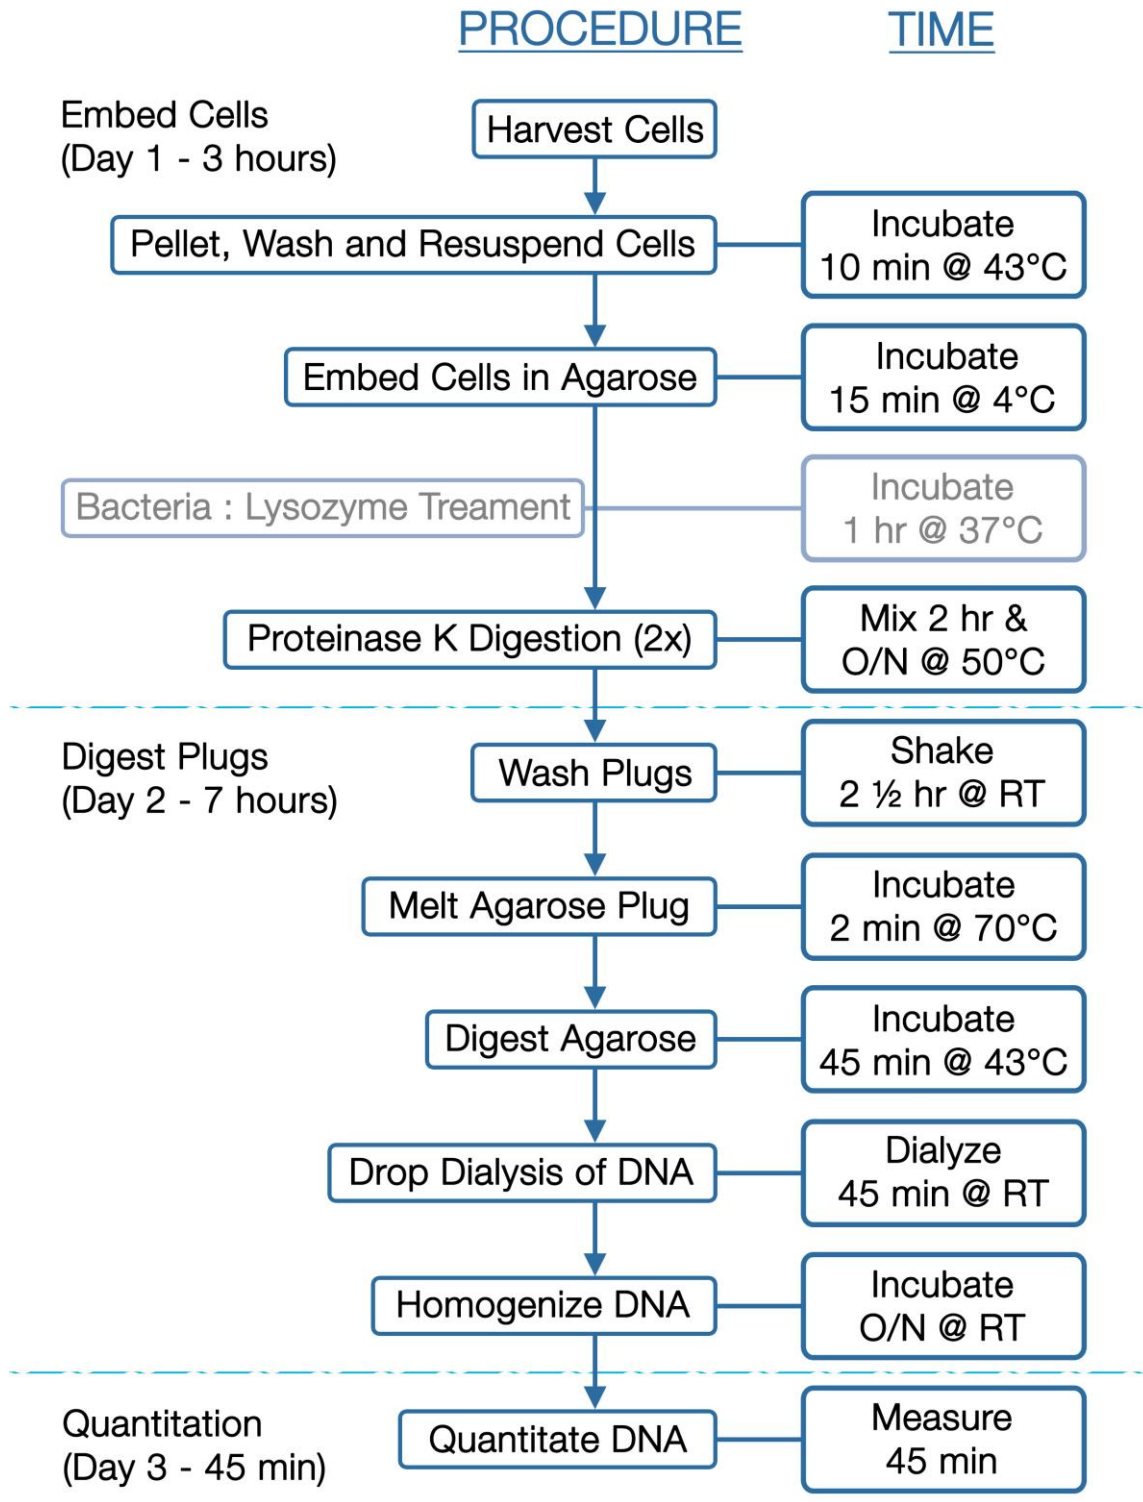 PROCEDURE
TIME
Embed Cells
(Day 1 - 3 hours)
Harvest Cells
Pellet, Wash and Resuspend Cells
Incubate
10 min @ 43°C
Embed Cells in Agarose
Incubate
15 min @ 4°C
Bacteria : Lysozyme Treament
Incubate
1 hr @ 37°C
Proteinase K Digestion (2x)
Mix 2 hr &
O/N @ 50°C
Digest Plugs
(Day 2 - 7 hours)
Wash Plugs
Shake
2 ½ hr @ RT
Melt Agarose Plug
Incubate
2 min @ 70°C
Digest Agarose
Incubate
45 min @ 43°C
Drop Dialysis of DNA
Dialyze
45 min @ RT
Homogenize DNA
Incubate
O/N @ RT
Quantitation
(Day 3 - 45 min)
Quantitate DNA
Measure
45 min